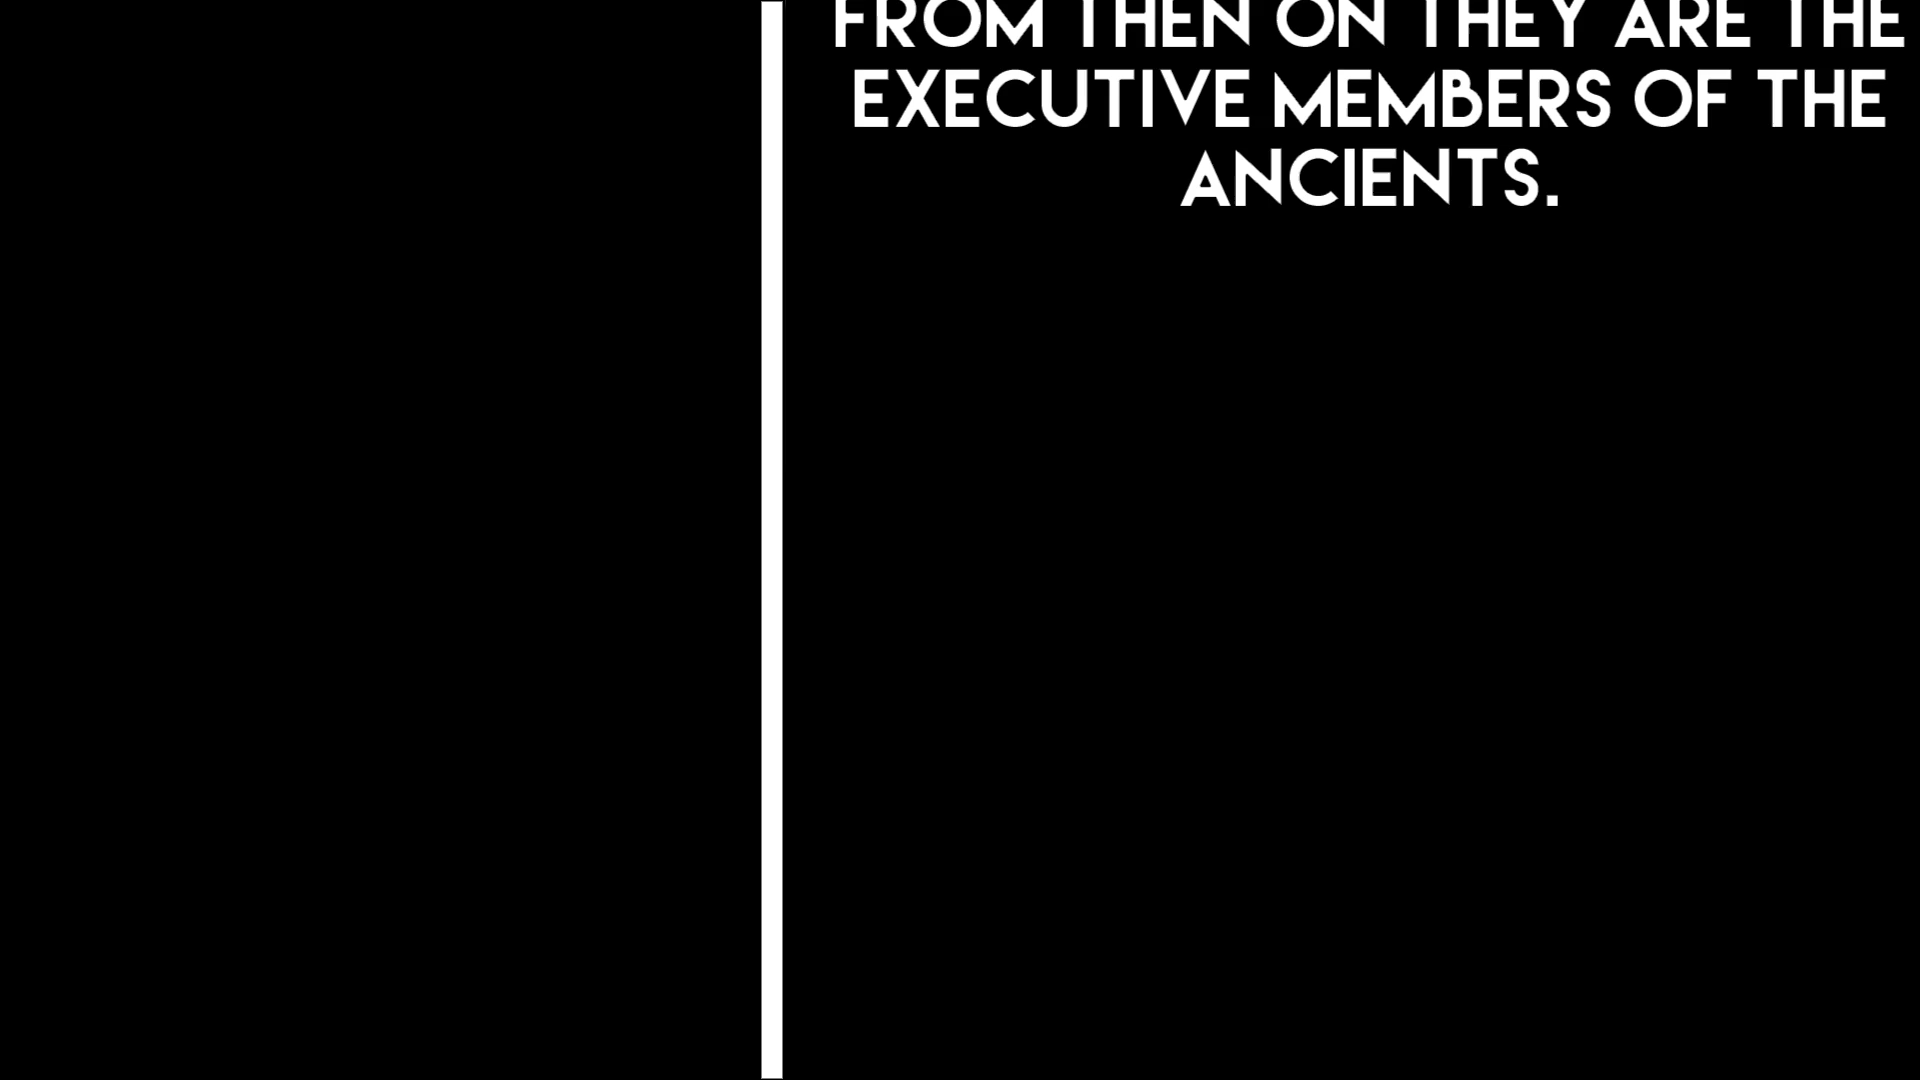 FROM THEN ON THEY ARE THE
EXECUTIVE MEMBERS OF THE
ANCIENTS.